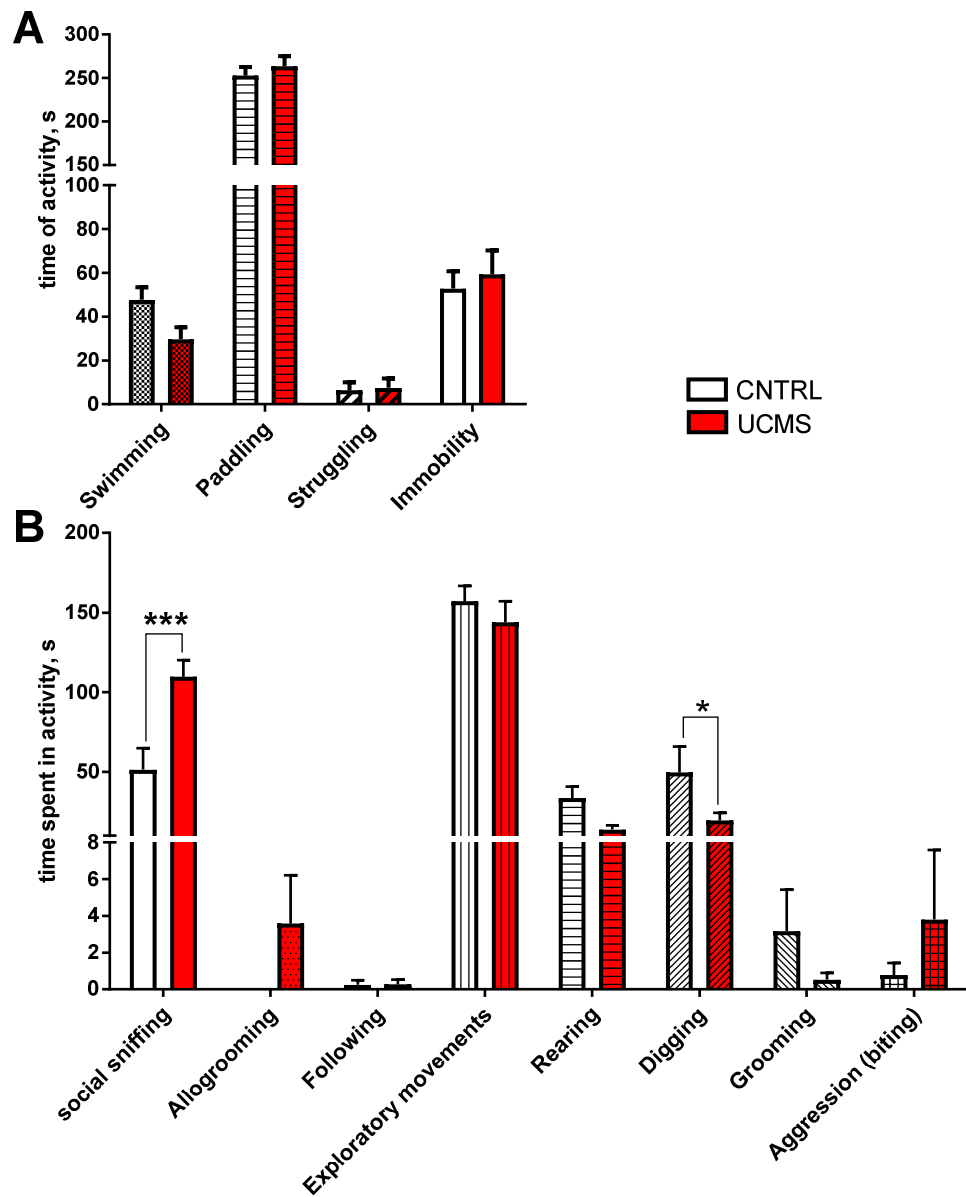 A
300
250
200
150
100
80
60
40
20
0
time of activity, s
Swimming
Paddling
Struggling
Immobility
CNTRL
UCMS
B
200
150
100
50
8
6
4
2
0
time spent in activity, s
***
*
social sniffing
Allogrooming
Following
Exploratory movements
Rearing
Digging
Grooming
Aggression (biting)